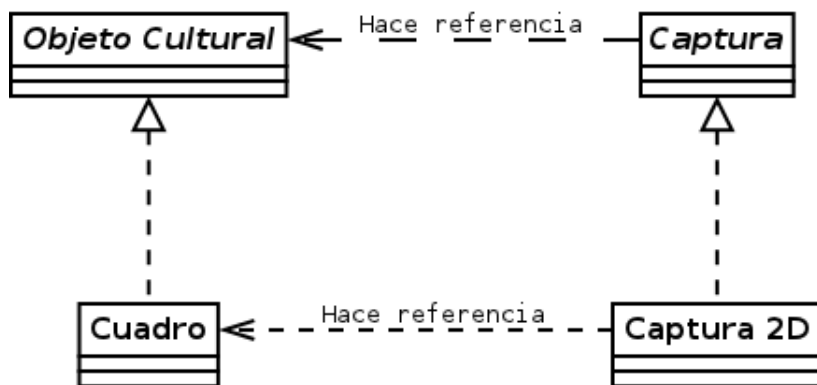 Objeto Cultural
Hace referencia
Captura
Cuadro
Hace referencia
Captura 2D